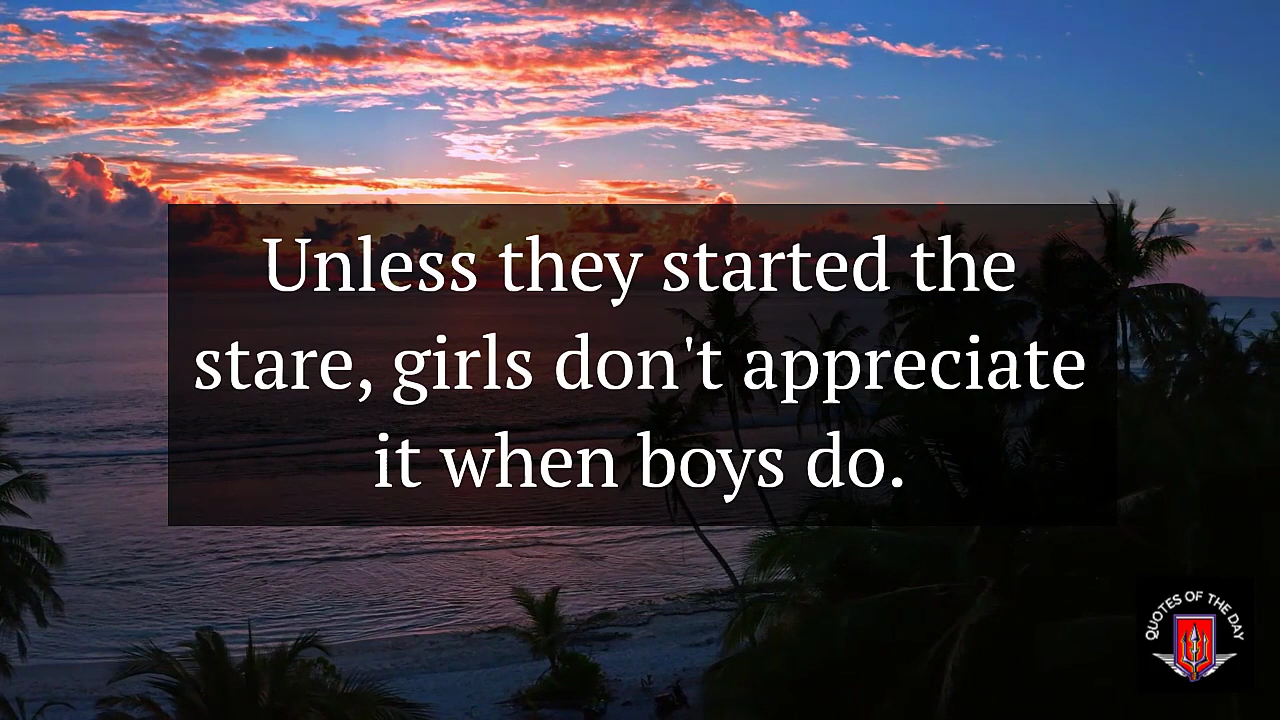 Unless they started the
stare, girls don't appreciate
it when boys do.
QUOTES OF THE DAY